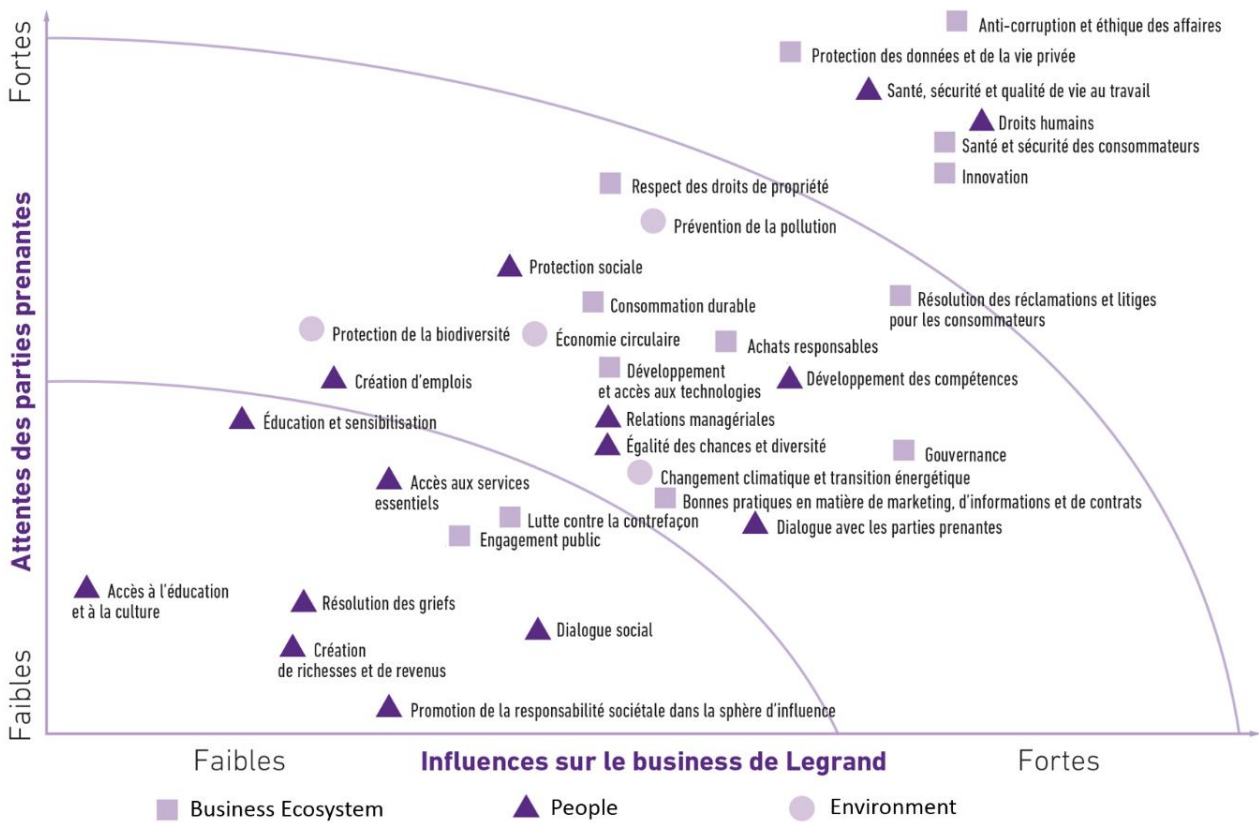 Fortes
Attentes des parties prenantes
Faibles
Anti-corruption et éthique des affaires
Protection des données et de la vie privée
Santé, sécurité et qualité de vie au travail
Droits humains
Santé et sécurité des consommateurs
Innovation
Respect des droits de propriété
Prévention de la pollution
Protection sociale
Consommation durable
Résolution des réclamations et litiges
pour les consommateurs
Protection de la biodiversité
Économie circulaire
Achats responsables
Développement
et accès aux technologies
Création d'emplois
Développement des compétences
Éducation et sensibilisation
Relations managériales
Égalité des chances et diversité
Gouvernance
Changement climatique et transition énergétique
Accès aux services
essentiels
Bonnes pratiques en matière de marketing, d'informations et de contrats
Lutte contre la contrefaçon
Dialogue avec les parties prenantes
Engagement public
Accès à l'éducation
et à la culture
Résolution des griefs
Dialogue social
Création
de richesses et de revenus
Promotion de la responsabilité sociétale dans la sphère d'influence
Faibles
Influences sur le business de Legrand
Fortes
Business Ecosystem
People
Environment